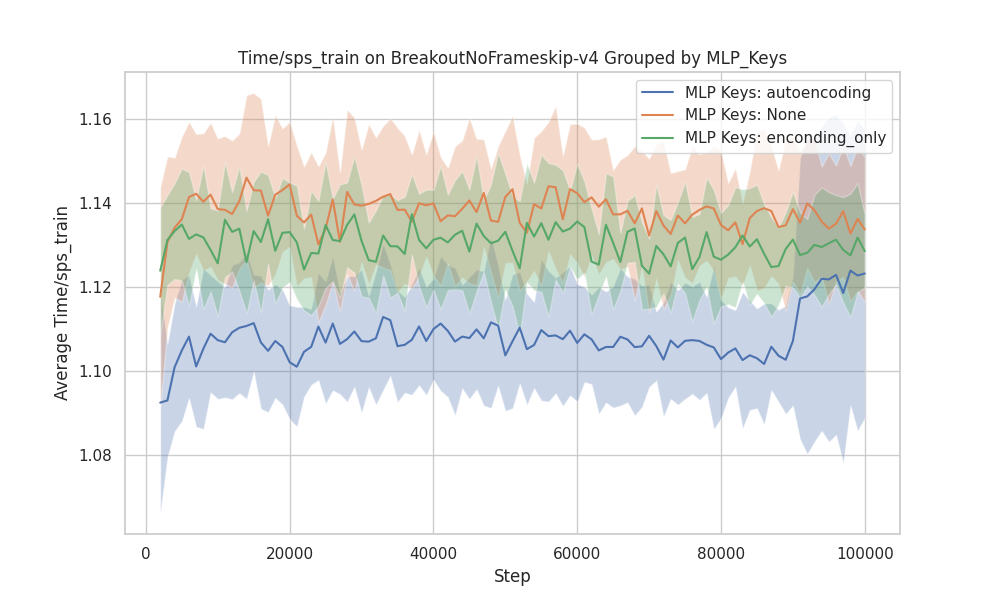 Time/sps_train on BreakoutNoFrameskip-v4 Grouped by MLP_Keys
MLP Keys: autoencoding
MLP Keys: None
MLP Keys: enconding_only
Average Time/sps_train
1.16
1.14
1.12
1.10
1.08
0 20000 40000 60000 80000 100000
Step